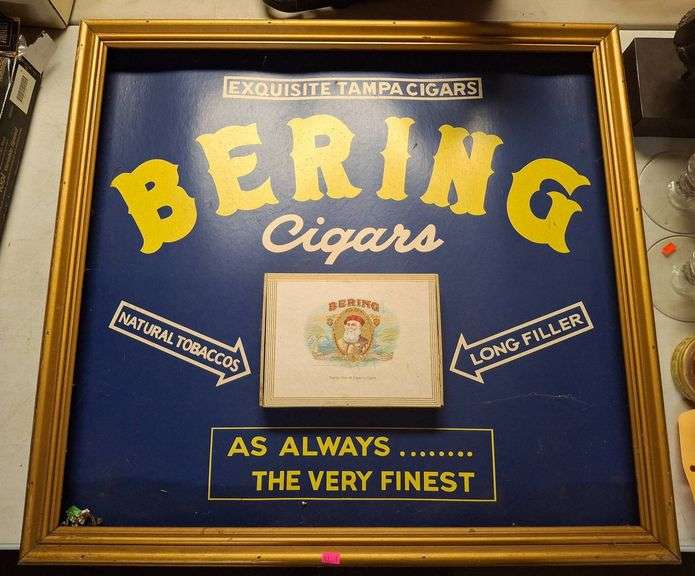 EXQUISITE TAMPA CIGARS
BERING
Cigars
BERING
NATURAL TOBACCOS
LONG FILLER
AS ALWAYS ........
THE VERY FINEST